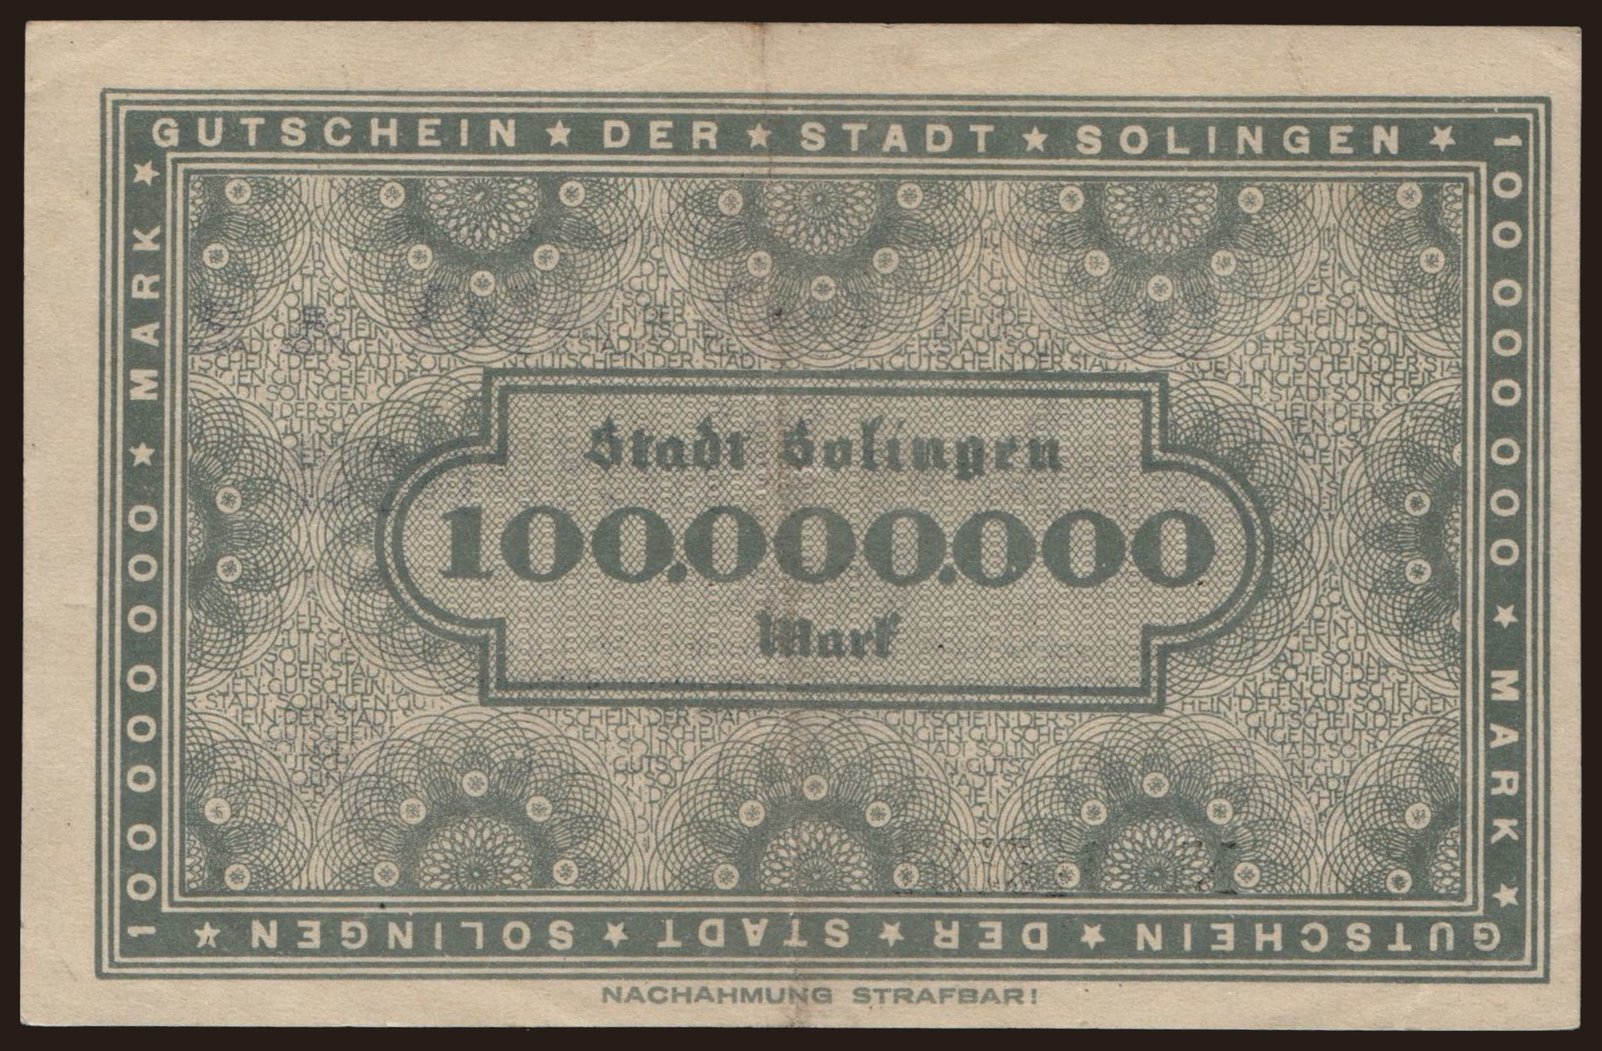 GUTSCHEIN ★ DER ★ STADT ★ SOLINGEN ★
100000000 ★ MARK ★
Stadt Solingen
100.000.000
Mark
GUTSCHEIN ★ DER ★ STADT ★ SOLINGEN ★
100000000 ★ MARK ★
NACHAHMUNG STRAFBAR!